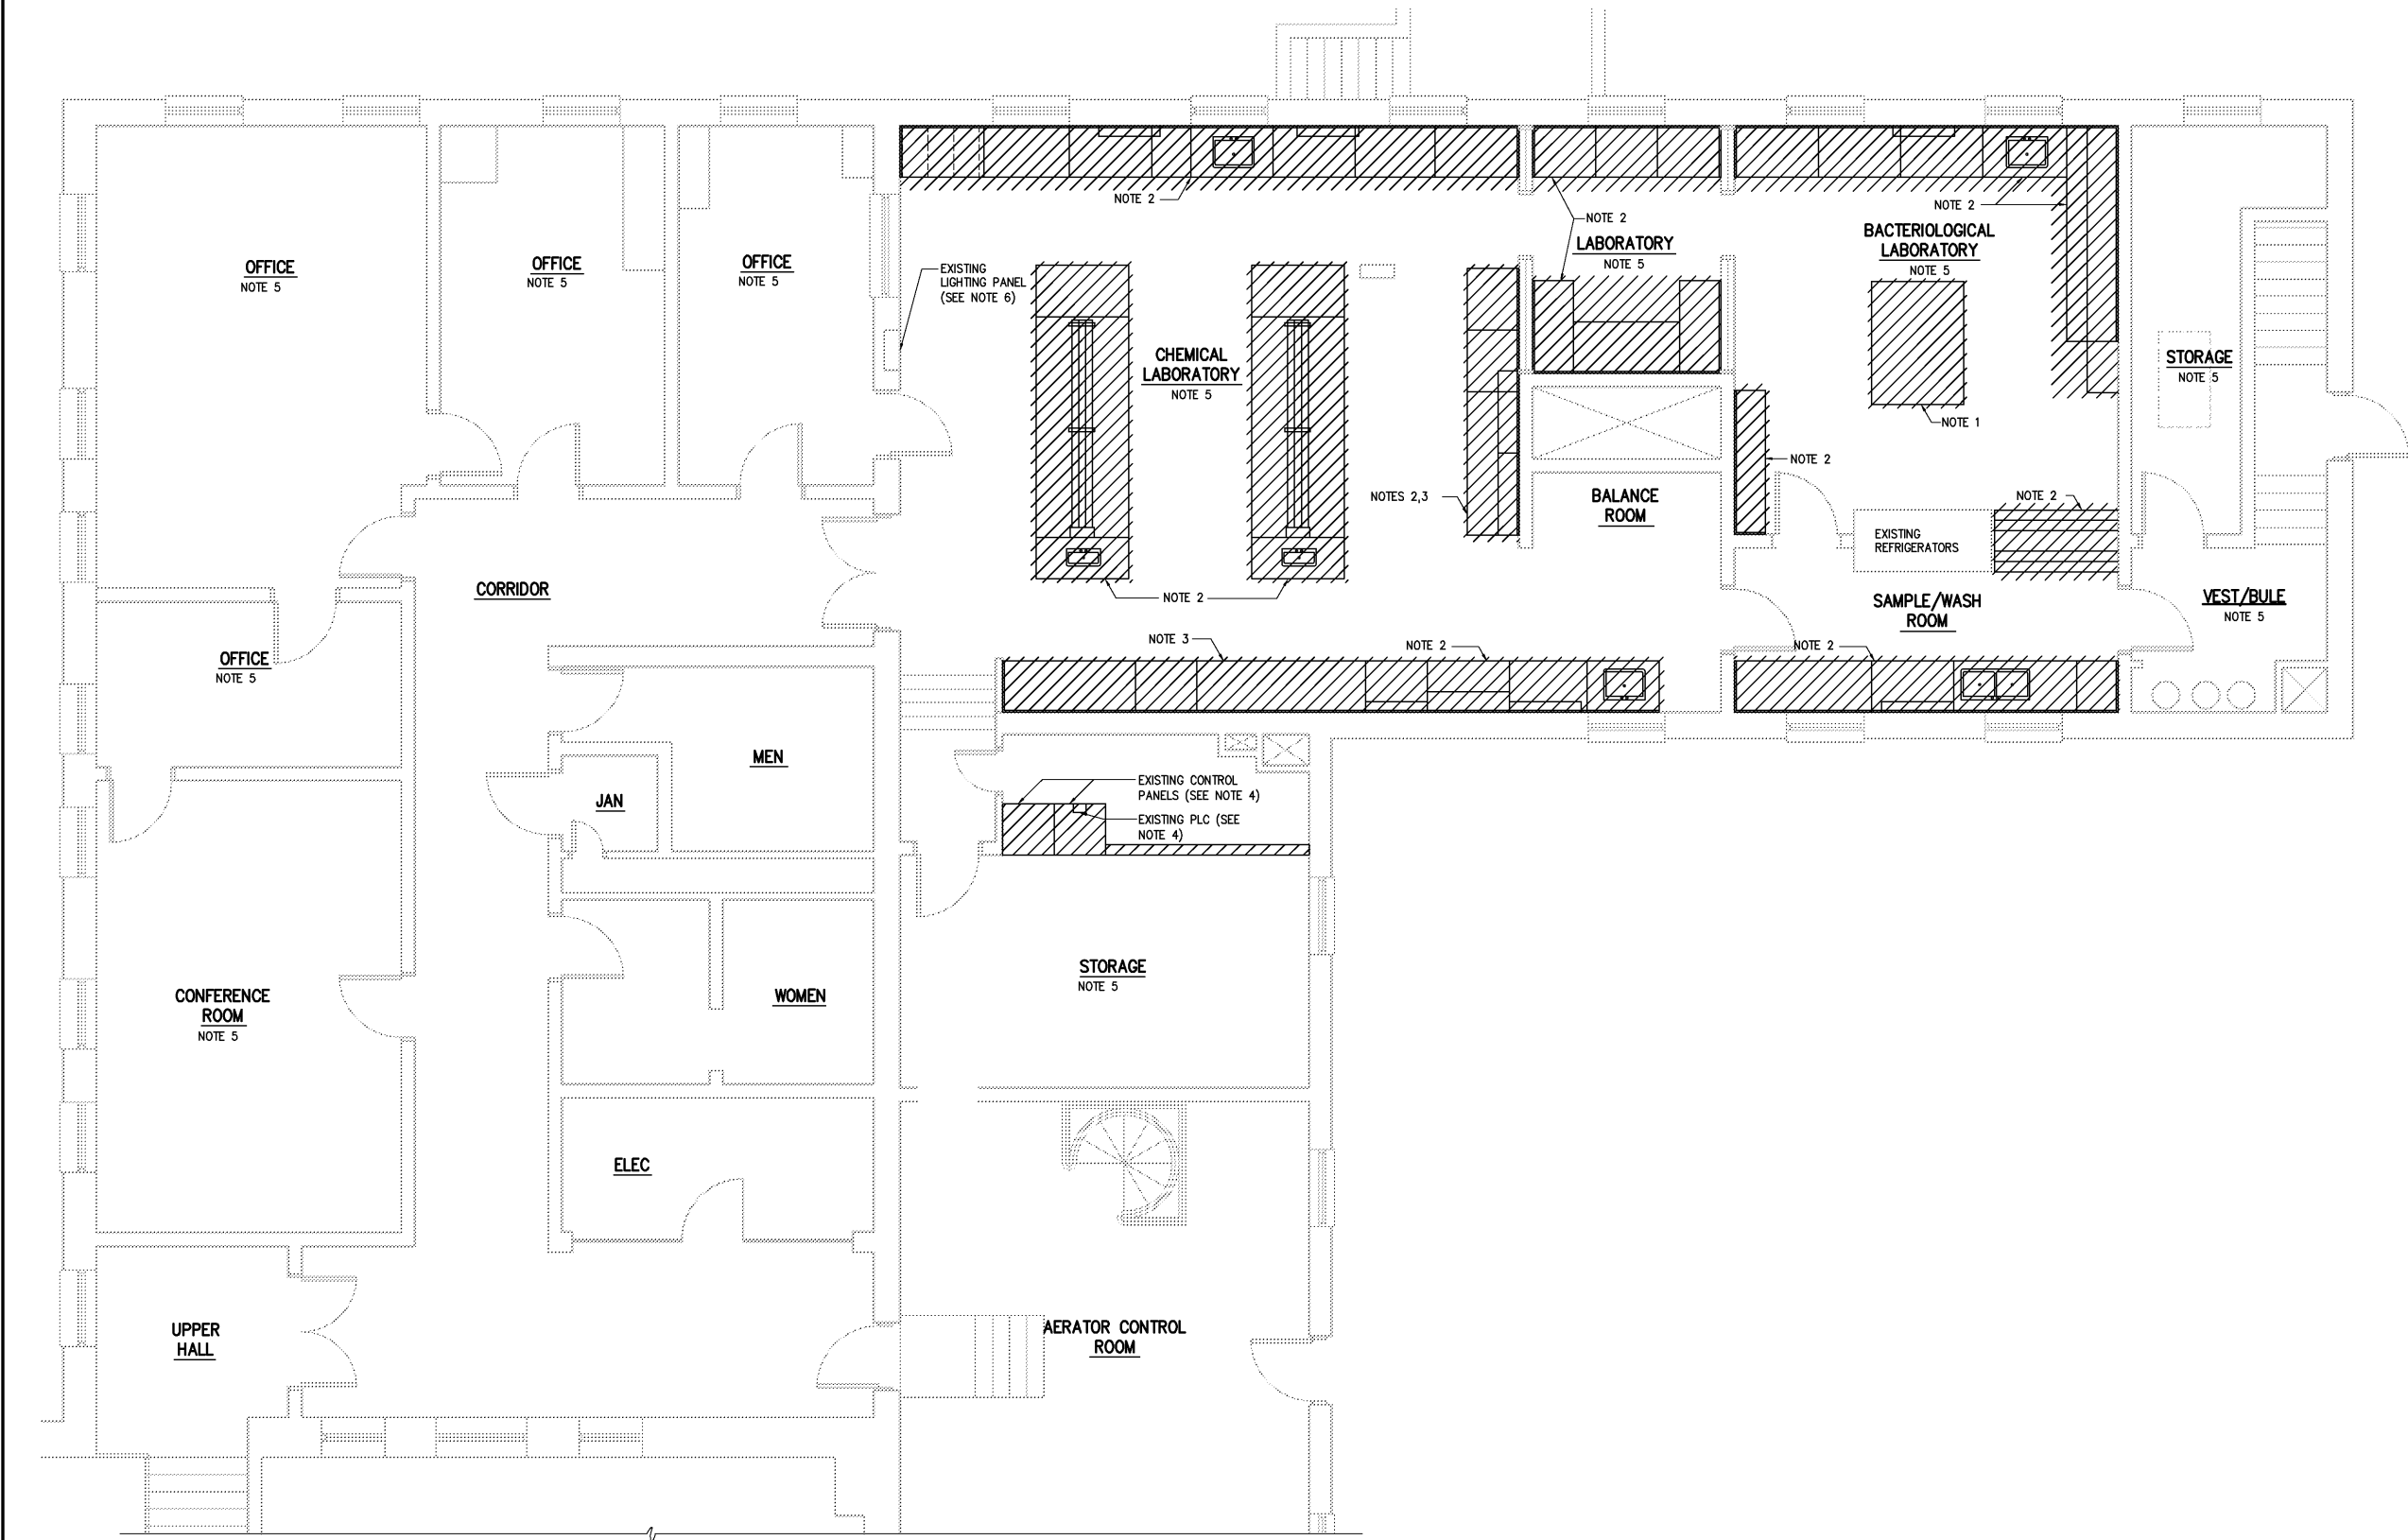 NOTE 2
NOTE 2
NOTE 2
LABORATORY
NOTE 5
BACTERIOLOGICAL
LABORATORY
NOTE 5
OFFICE
NOTE 5
OFFICE
NOTE 5
OFFICE
NOTE 5
EXISTING
LIGHTING PANEL
(SEE NOTE 6)
CHEMICAL
LABORATORY
NOTE 5
STORAGE
NOTE 5
NOTE 1
NOTE 2
NOTES 2,3
BALANCE
ROOM
NOTE 2
EXISTING
REFRIGERATORS
CORRIDOR
NOTE 2
SAMPLE/WASH
ROOM
VEST/BULE
NOTE 5
NOTE 3
NOTE 2
NOTE 2
OFFICE
NOTE 5
MEN
JAN
EXISTING CONTROL
PANELS (SEE NOTE 4)
EXISTING PLC (SEE
NOTE 4)
STORAGE
NOTE 5
CONFERENCE
ROOM
NOTE 5
WOMEN
ELEC
UPPER
HALL
AERATOR CONTROL
ROOM